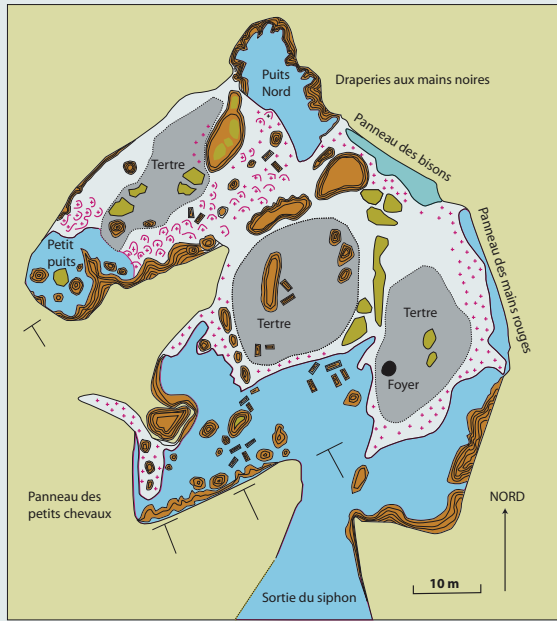 Puits
Nord
Draperies aux mains noires
Panneau des bisons
Tertre
Panneau des mains rouges
Petit
puits
Tertre
Tertre
Foyer
Panneau des
petits chevaux
NORD
10 m
Sortie du siphon